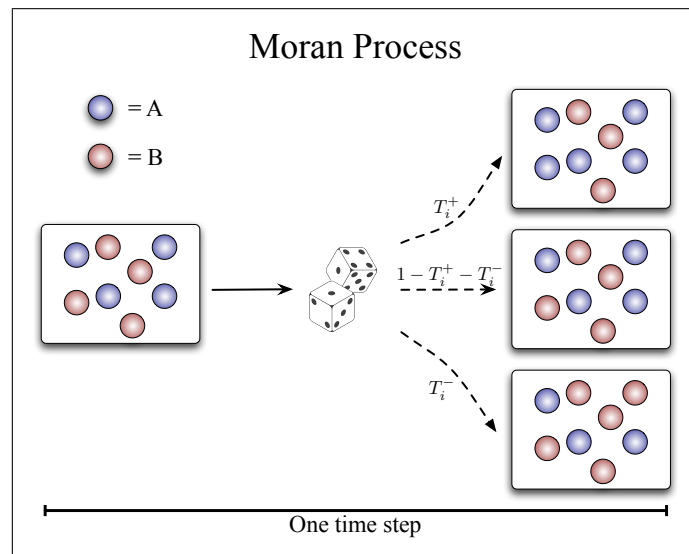 Moran Process
= A
= B
$T_i^+$
$1 - T_i^+ - T_i^-$
$T_i^-$
One time step